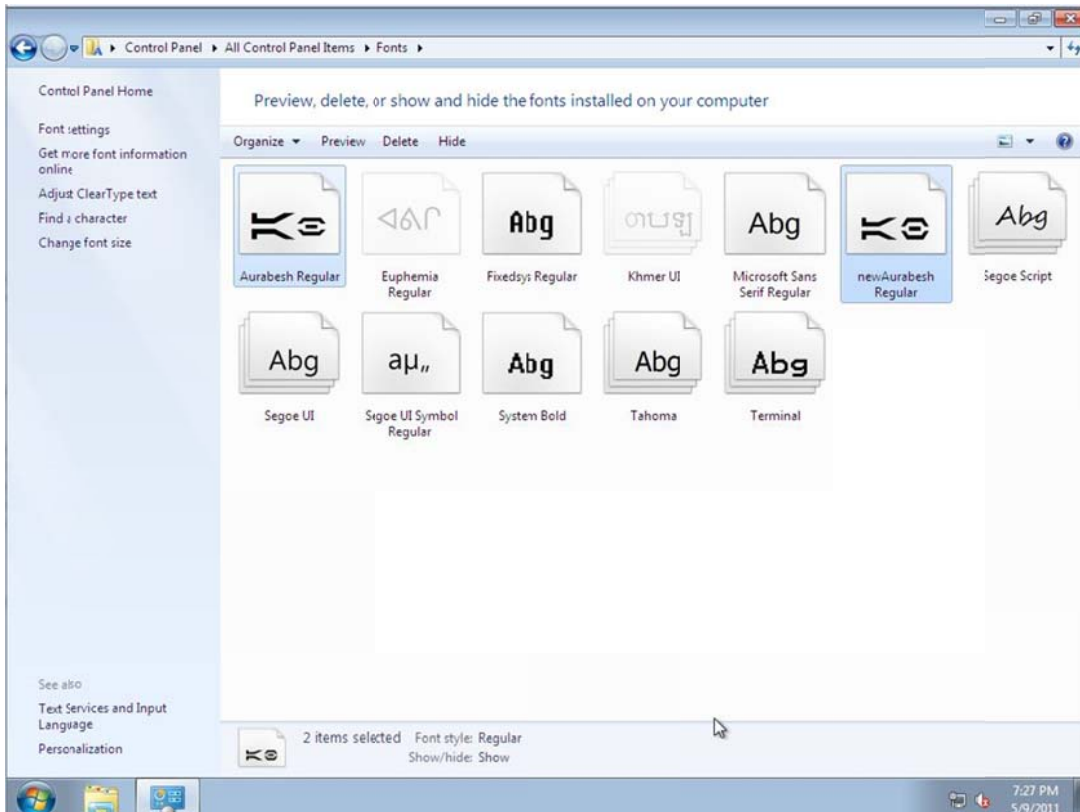 Control Panel ▸ All Control Panel Items ▸ Fonts ▸
Control Panel Home
Font settings
Get more font information
online
Adjust ClearType text
Find a character
Change font size
Preview, delete, or show and hide the fonts installed on your computer
Organize Preview Delete Hide
Abg Abg Abg
Aurabesh Regular Euphemia Fixedsys Regular Khmer UI Microsoft Sans newAurabesh Segoe Script
Regular Serif Regular Regular
Abg aµ„ Abg Abg Abg
Segoe UI Segoe UI Symbol System Bold Tahoma Terminal
Regular
See also
Text Services and Input
Language
Personalization
2 items selected Font style: Regular
Show/hide: Show
7:27 PM
5/9/2011